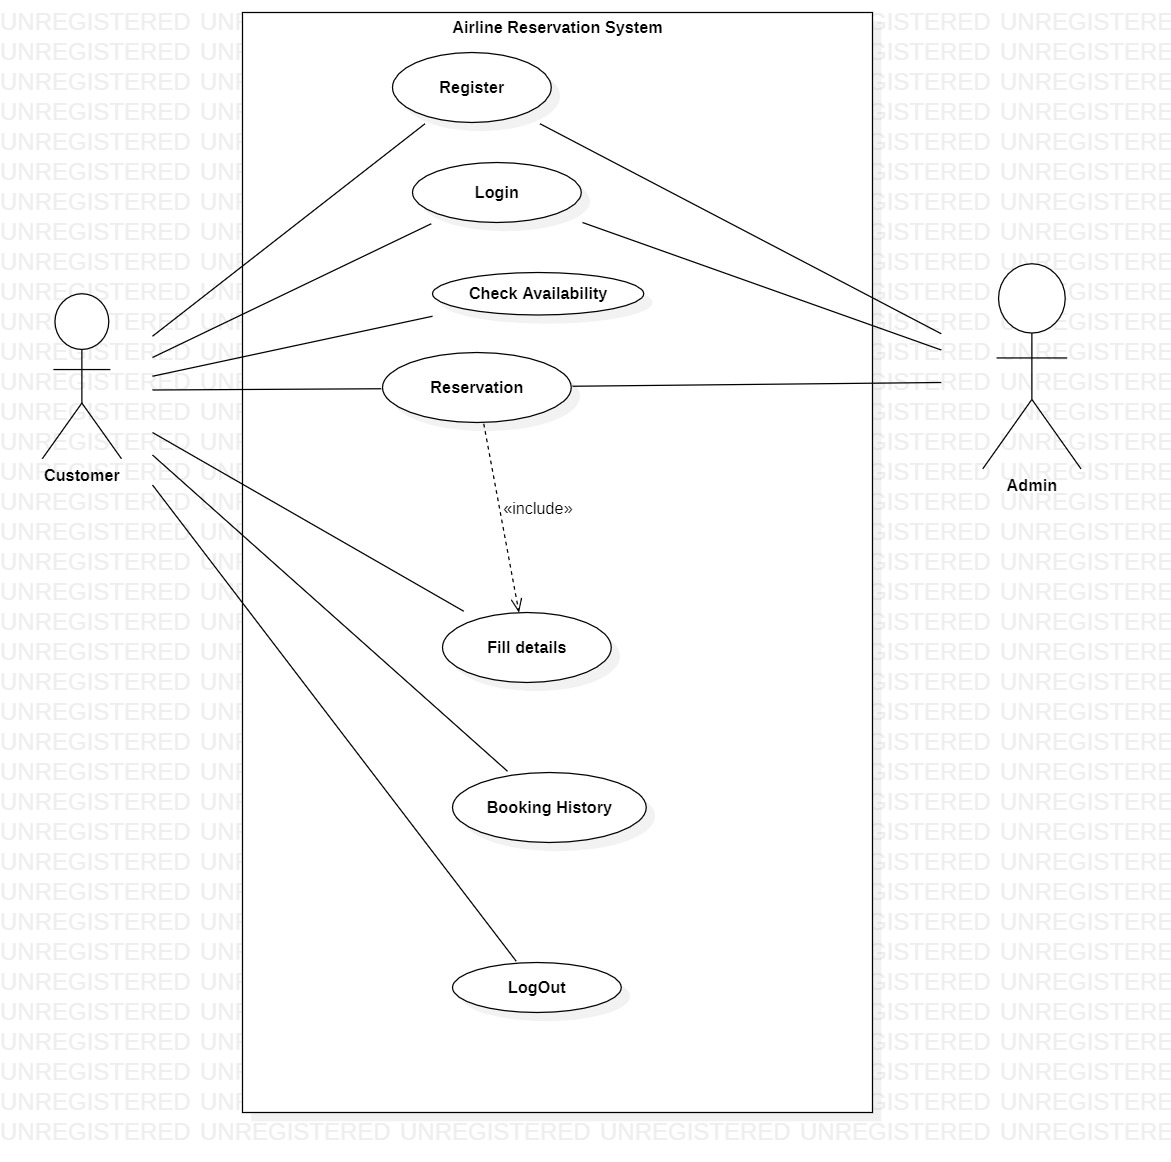 Airline Reservation System
Register
Login
Check Availability
Reservation
Customer
Admin
«include»
Fill details
Booking History
LogOut
UNREGISTERED UNREGISTERED UNREGISTERED UNREGISTERED UNREGISTERED UNREGISTERE